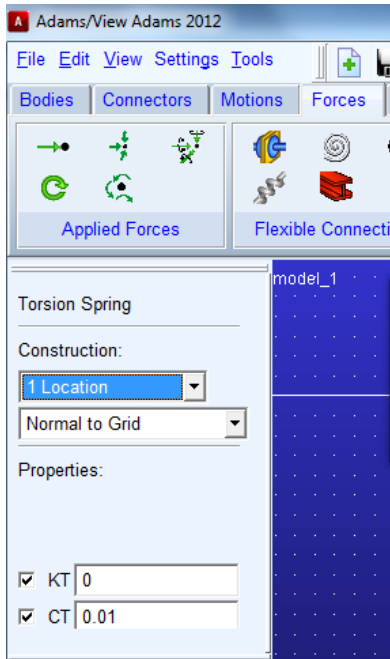 Adams/View Adams 2012
File Edit View Settings Tools
Bodies Connectors Motions Forces
Applied Forces Flexible Connecti
model_1
Torsion Spring
Construction:
1 Location
Normal to Grid
Properties:
KT 0
CT 0.01